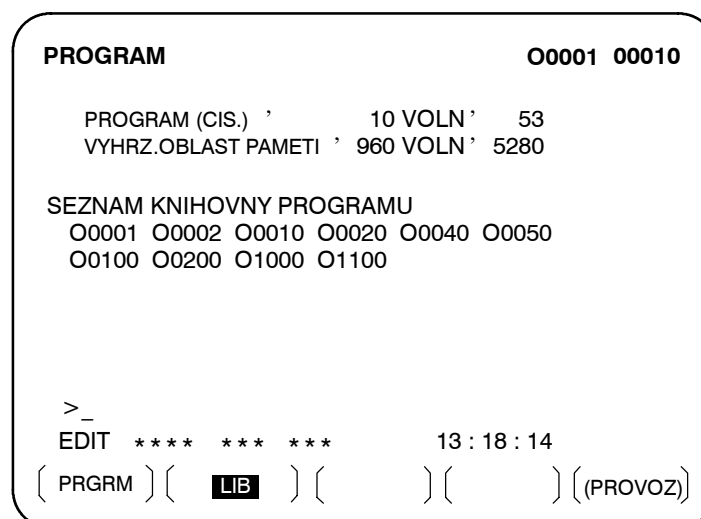 PROGRAM O0001 00010
PROGRAM (CIS.) ’ 10 VOLN ’ 53
VYHRZ.OBLAST PAMETI ’ 960 VOLN ’ 5280
SEZNAM KNIHOVNY PROGRAMU
O0001 O0002 O0010 O0020 O0040 O0050
O0100 O0200 O1000 O1100
>_
EDIT **** *** *** 13 : 18 : 14
PRGRM LIB (PROVOZ)